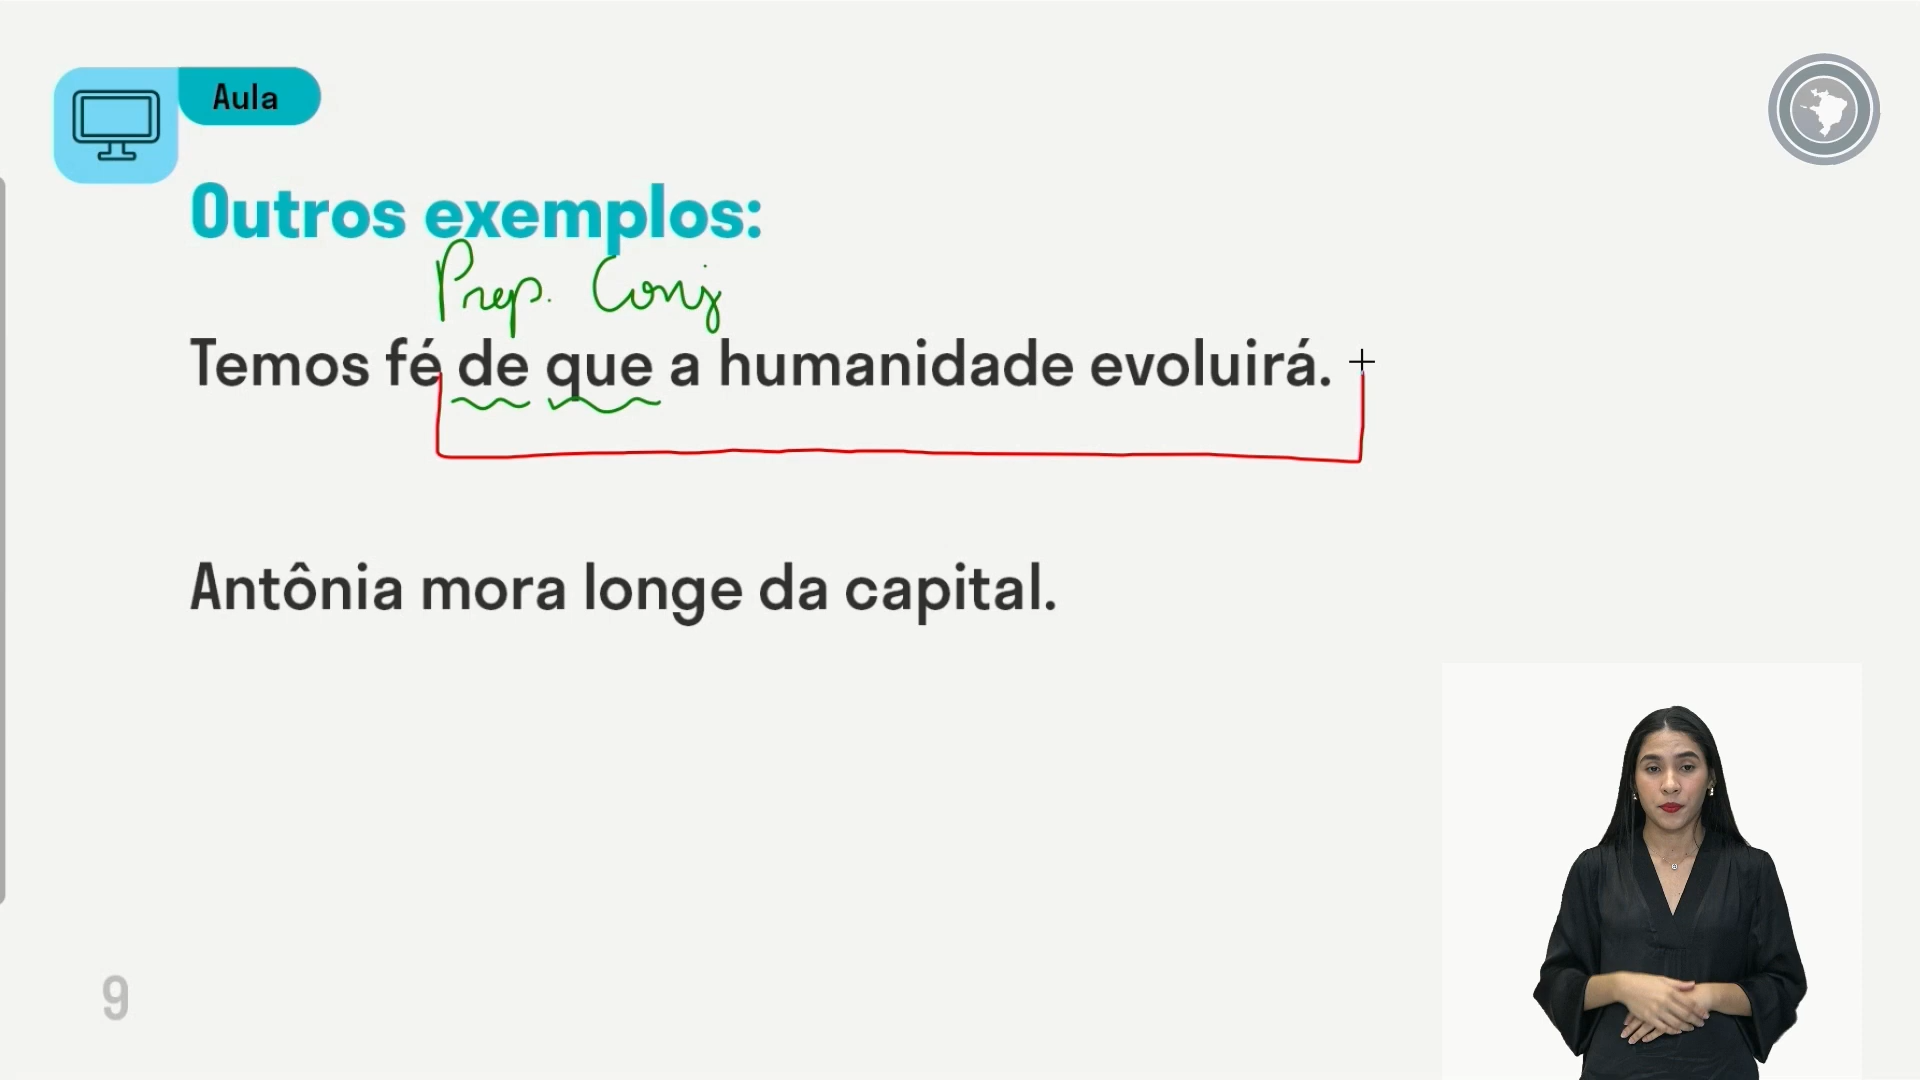 Aula
Outros exemplos:
Prep. Conj
Temos fé de que a humanidade evoluirá.
Antônia mora longe da capital.
9